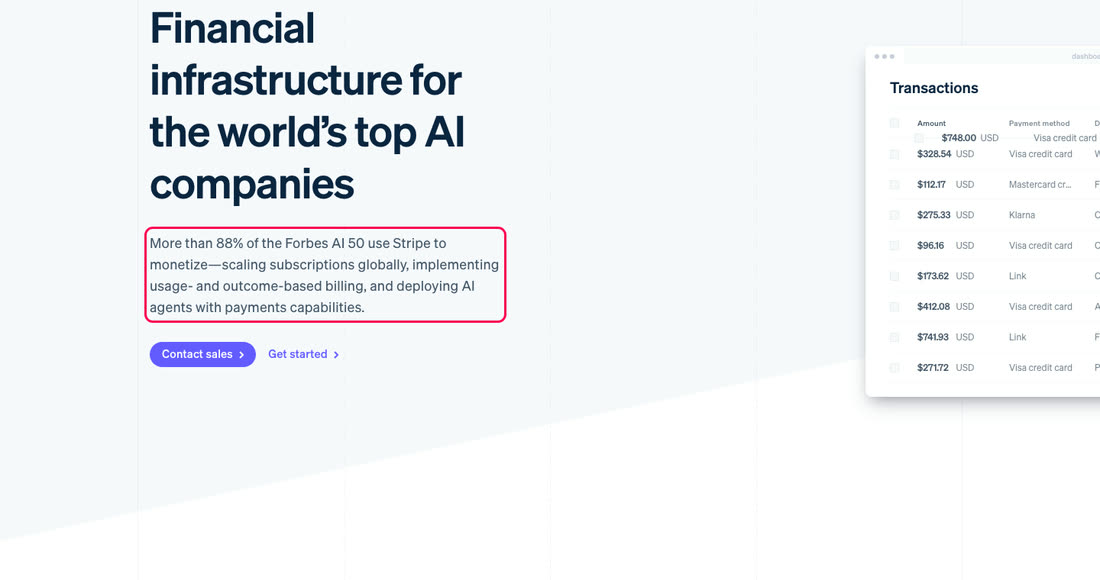 Financial
infrastructure for
the world's top AI
companies
More than 88% of the Forbes AI 50 use Stripe to
monetize—scaling subscriptions globally, implementing
usage- and outcome-based billing, and deploying AI
agents with payments capabilities.
Contact sales
Get started
Transactions
Amount Payment method
$748.00 USD Visa credit card
$328.54 USD Visa credit card
$112.17 USD Mastercard cr...
$275.33 USD Klarna
$96.16 USD Visa credit card
$173.62 USD Link
$412.08 USD Visa credit card
$741.93 USD Link
$271.72 USD Visa credit card